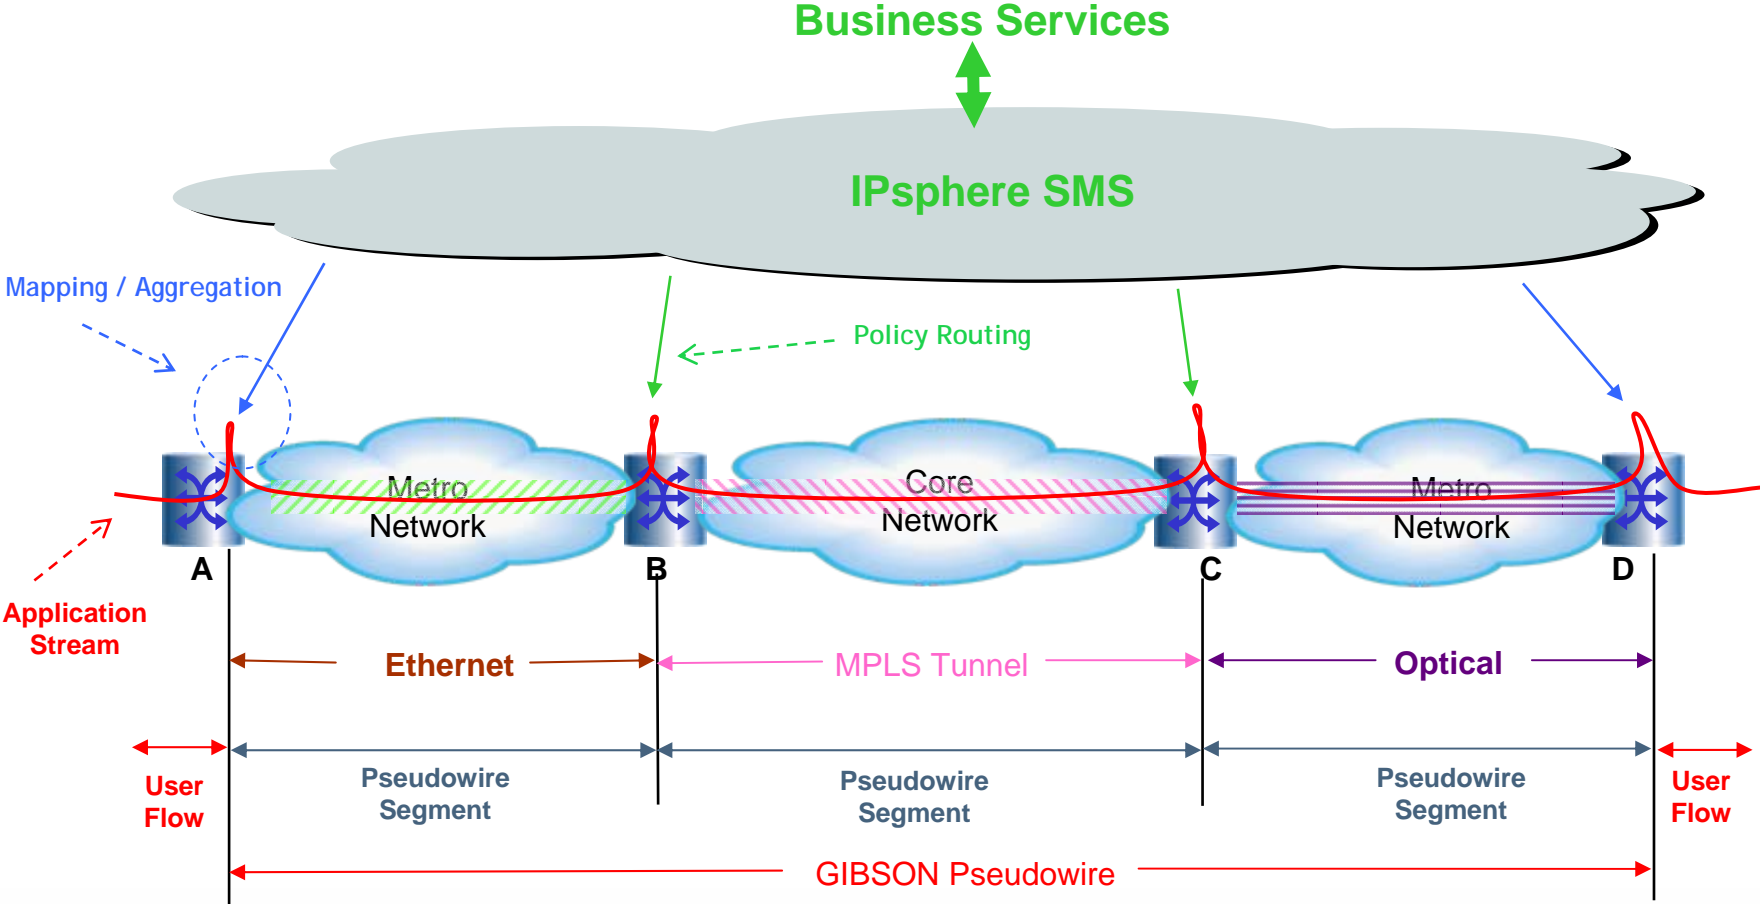 Business Services
IPsphere SMS
Mapping / Aggregation
Policy Routing
Metro
Network
Core
Network
Metro
Network
A
B
C
D
Application
Stream
Ethernet
MPLS Tunnel
Optical
User
Flow
Pseudowire
Segment
Pseudowire
Segment
Pseudowire
Segment
User
Flow
GIBSON Pseudowire